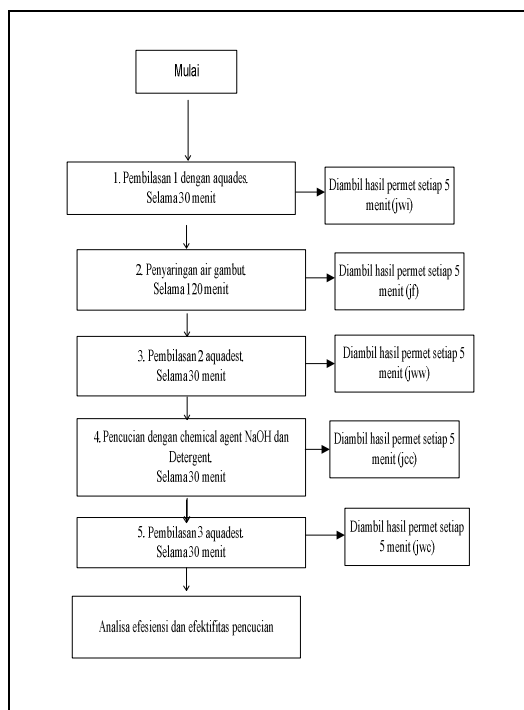 Mulai
1. Pembilasan 1 dengan aquades.
Selama 30 menit
Diambil hasil permet setiap 5
menit (jwi)
2. Penyaringan air gambut.
Selama 120 menit
Diambil hasil permet setiap 5
menit (jf)
3. Pembilasan 2 aquadest.
Selama 30 menit
Diambil hasil permet setiap 5
menit (jww)
4. Pencucian dengan chemical agent NaOH dan
Detergent.
Selama 30 menit
Diambil hasil permet setiap 5
menit (jcc)
5. Pembilasan 3 aquadest.
Selama 30 menit
Diambil hasil permet setiap
5 menit (jwc)
Analisa efesiensi dan efektifitas pencucian